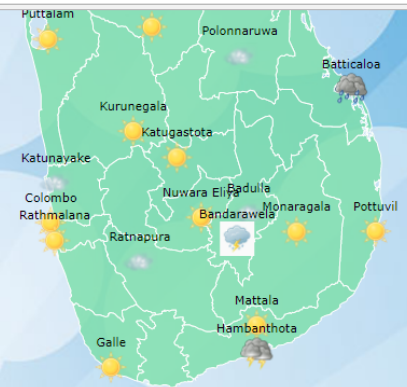 Puttalam
Polonnaruwa
Batticaloa
Kurunegala
Katugastota
Katunayake
Nuwara Eliya
Badulla
Colombo
Bandarawela
Monaragala
Pottuvil
Rathmalana
Ratnapura
Mattala
Hambanthota
Galle